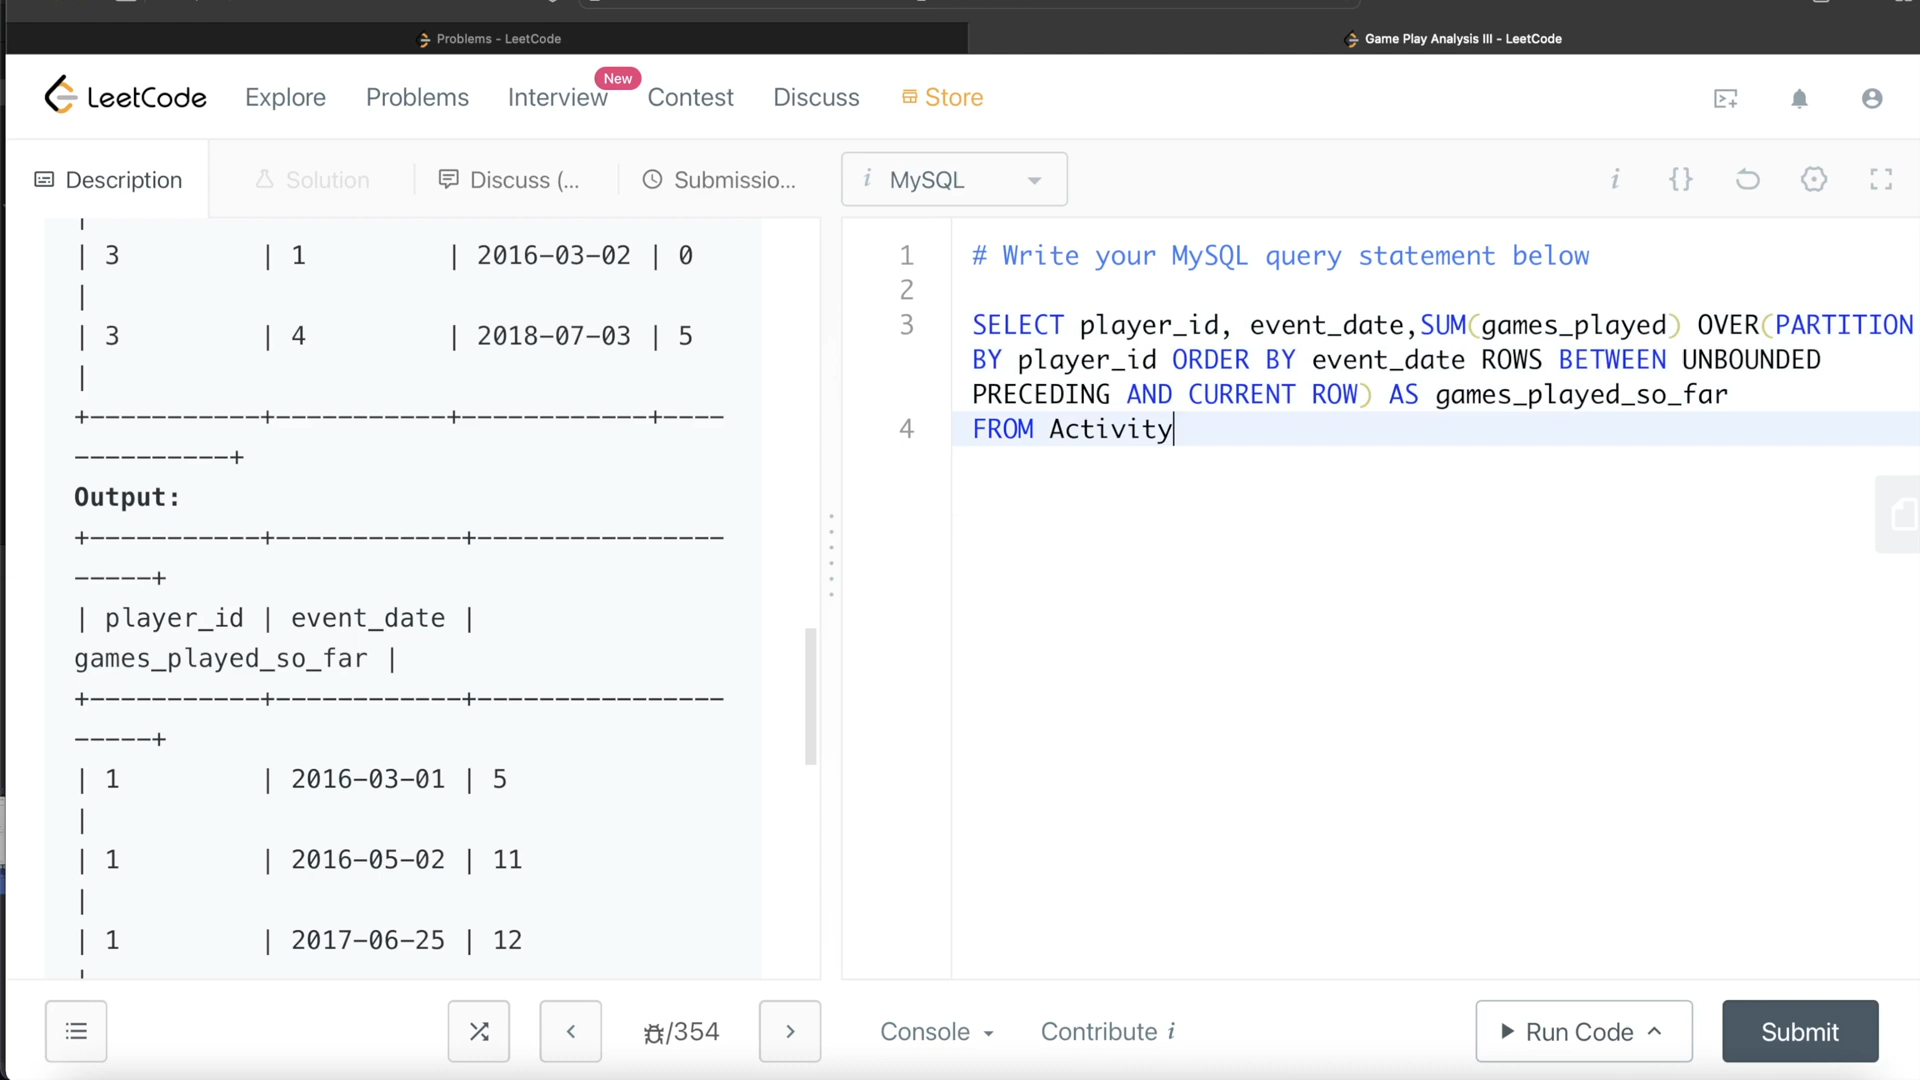 Problems - LeetCode
Game Play Analysis III - LeetCode
LeetCode
Explore
Problems
Interview
New
Contest
Discuss
Store
Description
Solution
Discuss (...
Submissio...
i MySQL
i {}
|
| 3 | 1 | 2016-03-02 | 0
|
| 3 | 4 | 2018-07-03 | 5
|
+-----------+------------+------------+----
----------+
Output:
+-----------+------------+----------------
-----+
| player_id | event_date |
games_played_so_far |
+-----------+------------+----------------
-----+
| 1 | 2016-03-01 | 5
|
| 1 | 2016-05-02 | 11
|
| 1 | 2017-06-25 | 12
|
1 # Write your MySQL query statement below
2
3 SELECT player_id, event_date,SUM(games_played) OVER(PARTITION
BY player_id ORDER BY event_date ROWS BETWEEN UNBOUNDED
PRECEDING AND CURRENT ROW) AS games_played_so_far
4 FROM Activity
/354
Console
Contribute i
Run Code
Submit